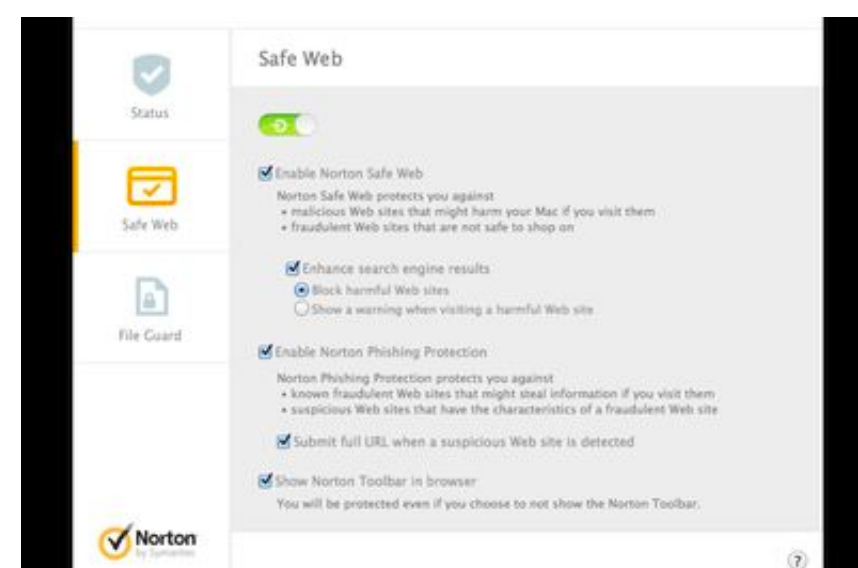 Safe Web
Status
Safe Web
File Guard
Enable Norton Safe Web
Norton Safe Web protects you against
• malicious Web sites that might harm your Mac if you visit them
• fraudulent Web sites that are not safe to shop on
Enhance search engine results
Block harmful Web sites
Show a warning when visiting a harmful Web site
Enable Norton Phishing Protection
Norton Phishing Protection protects you against
• known fraudulent Web sites that might steal information if you visit them
• suspicious Web sites that have the characteristics of a fraudulent Web site
Submit full URL when a suspicious Web site is detected
Show Norton Toolbar in browser
You will be protected even if you choose to not show the Norton Toolbar.
Norton
by Symantec
?